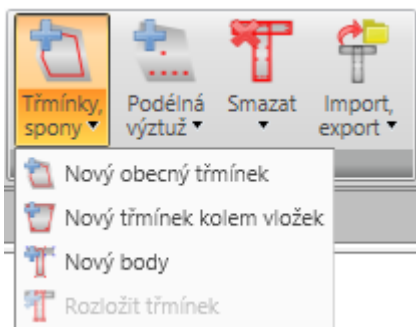 Třmínky,
spony
Podélná
výztuž
Smazat
Import,
export
Nový obecný třmínek
Nový třmínek kolem vložek
Nový body
Rozložit třmínek